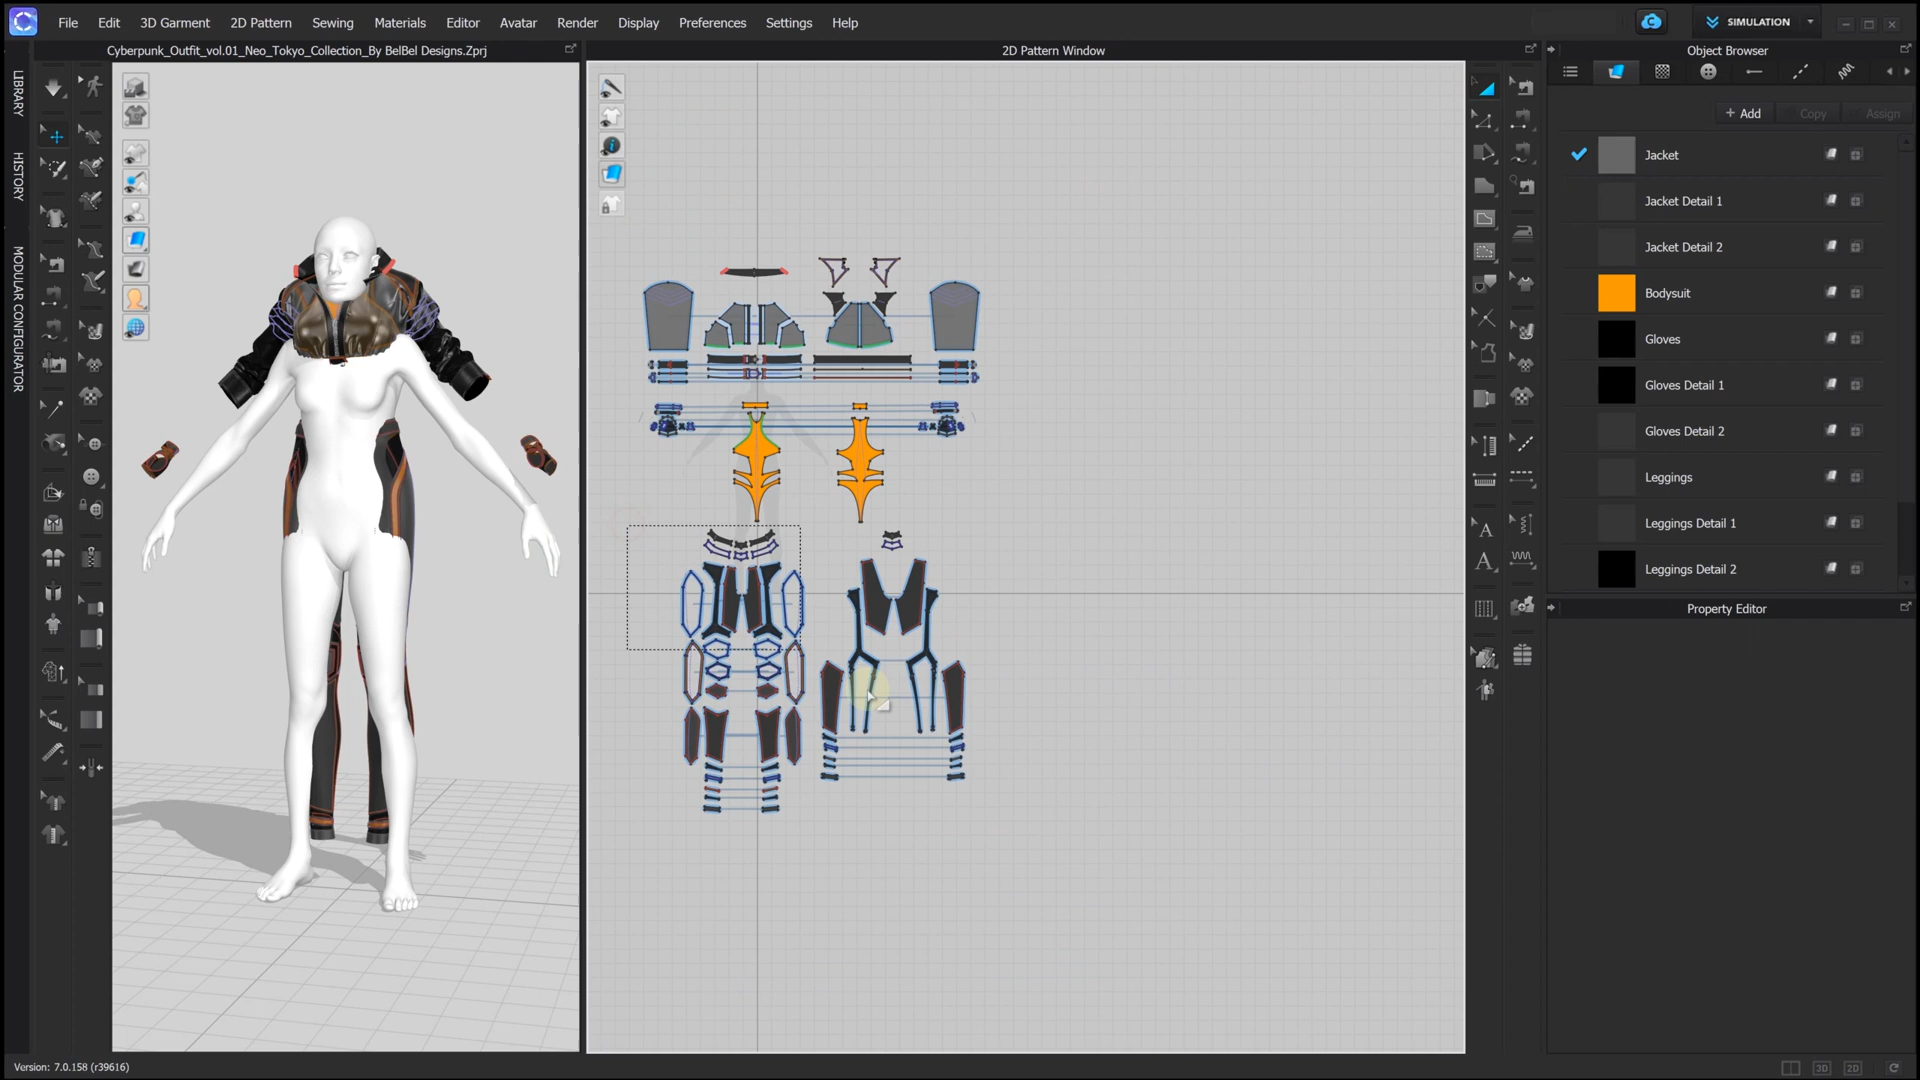 File Edit 3D Garment 2D Pattern Sewing Materials Editor Avatar Render Display Preferences Settings Help
SIMULATION
Cyberpunk_Outfit_vol.01_Neo_Tokyo_Collection_By BelBel Designs.Zprj
2D Pattern Window
Object Browser
LIBRARY
HISTORY
MODULAR CONFIGURATOR
+ Add Copy Assign
Jacket
Jacket Detail 1
Jacket Detail 2
Bodysuit
Gloves
Gloves Detail 1
Gloves Detail 2
Leggings
Leggings Detail 1
Leggings Detail 2
Property Editor
Version: 7.0.158 (r39616)
3D 2D